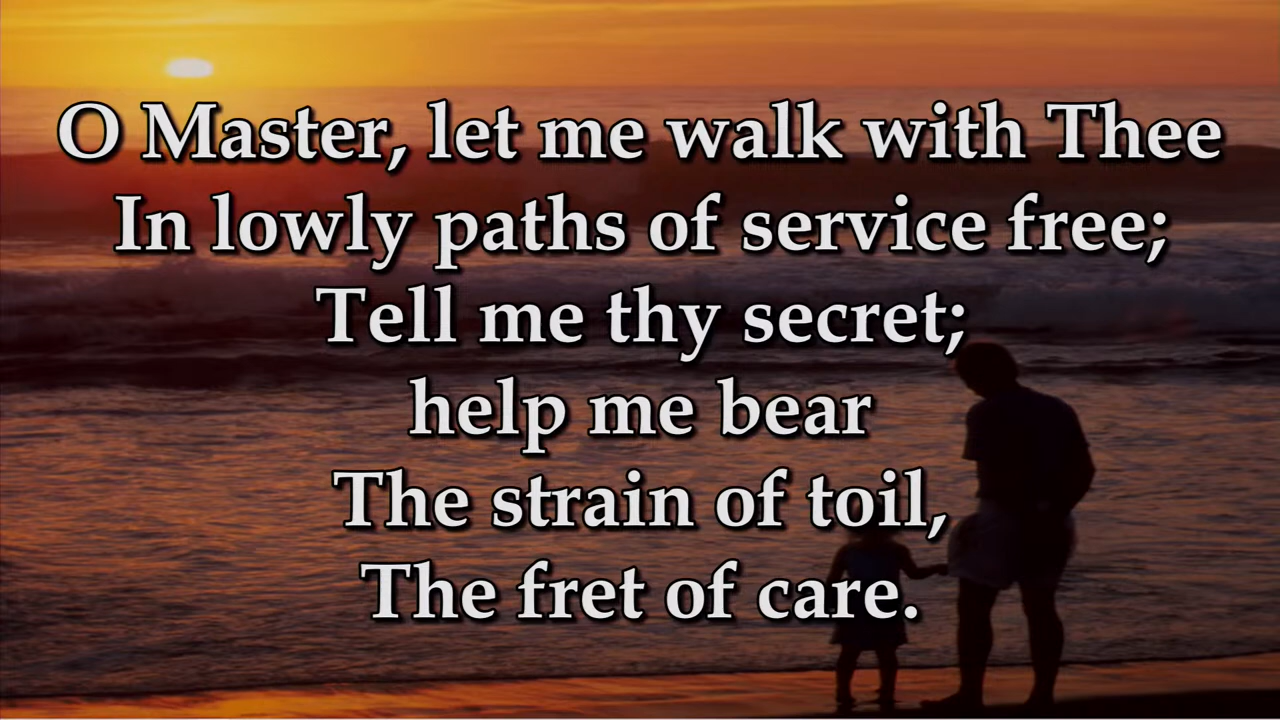 O Master, let me walk with Thee
In lowly paths of service free;
Tell me thy secret;
help me bear
The strain of toil,
The fret of care.